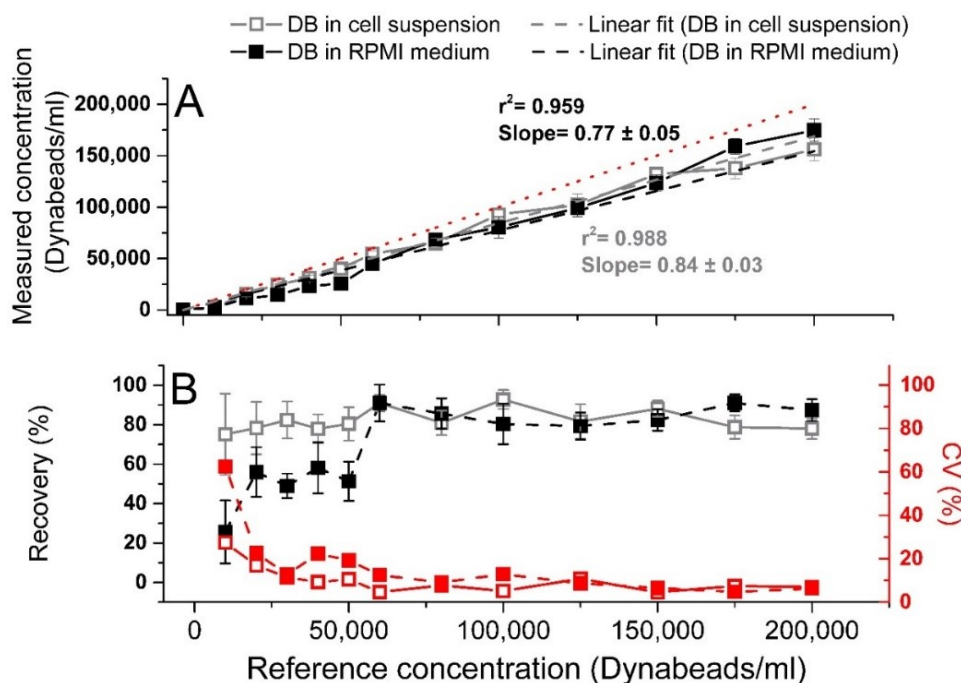 DB in cell suspension
Linear fit (DB in cell suspension)
DB in RPMI medium
Linear fit (DB in RPMI medium)
A
Measured concentration
(Dynabeads/ml)
200,000
150,000
100,000
50,000
0
r² = 0.959
Slope= 0.77 ± 0.05
r²= 0.988
Slope= 0.84 ± 0.03
B
Recovery (%)
100
80
60
40
20
0
CV (%)
100
80
60
40
20
0
0
50,000
100,000
150,000
200,000
Reference concentration (Dynabeads/ml)